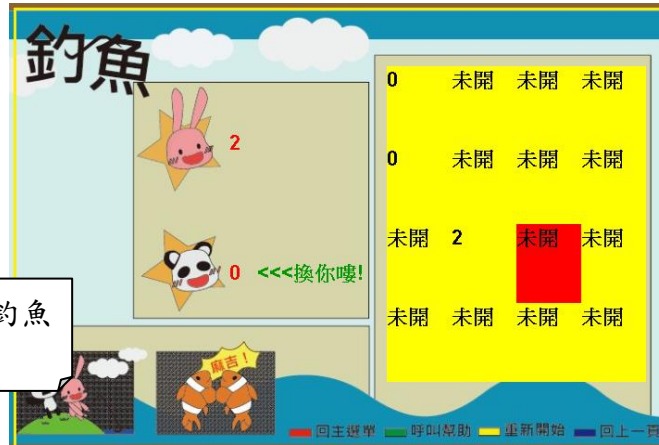 釣魚
0 未開 未開 未開
2
0 未開 未開 未開
未開 2 未開 未開
0 <<<換你嘍!
未開 未開 未開 未開
釣魚
麻吉!
回主選單 呼叫幫助 重新開始 回上一頁